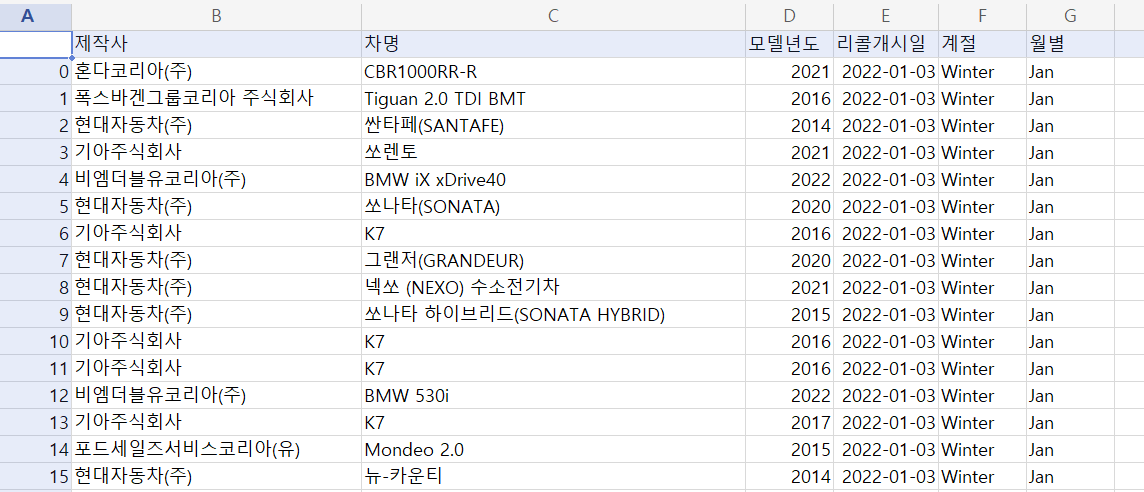 A B C D E F G
제작사 차명 모델년도 리콜개시일 계절 월별
0 혼다코리아(주) CBR1000RR-R 2021 2022-01-03 Winter Jan
1 폭스바겐그룹코리아 주식회사 Tiguan 2.0 TDI BMT 2016 2022-01-03 Winter Jan
2 현대자동차(주) 싼타페(SANTAFE) 2014 2022-01-03 Winter Jan
3 기아주식회사 쏘렌토 2021 2022-01-03 Winter Jan
4 비엠더블유코리아(주) BMW iX xDrive40 2022 2022-01-03 Winter Jan
5 현대자동차(주) 쏘나타(SONATA) 2020 2022-01-03 Winter Jan
6 기아주식회사 K7 2016 2022-01-03 Winter Jan
7 현대자동차(주) 그랜저(GRANDEUR) 2020 2022-01-03 Winter Jan
8 현대자동차(주) 넥쏘 (NEXO) 수소전기차 2021 2022-01-03 Winter Jan
9 현대자동차(주) 쏘나타 하이브리드(SONATA HYBRID) 2015 2022-01-03 Winter Jan
10 기아주식회사 K7 2016 2022-01-03 Winter Jan
11 기아주식회사 K7 2016 2022-01-03 Winter Jan
12 비엠더블유코리아(주) BMW 530i 2022 2022-01-03 Winter Jan
13 기아주식회사 K7 2017 2022-01-03 Winter Jan
14 포드세일즈서비스코리아(유) Mondeo 2.0 2015 2022-01-03 Winter Jan
15 현대자동차(주) 뉴-카운티 2014 2022-01-03 Winter Jan